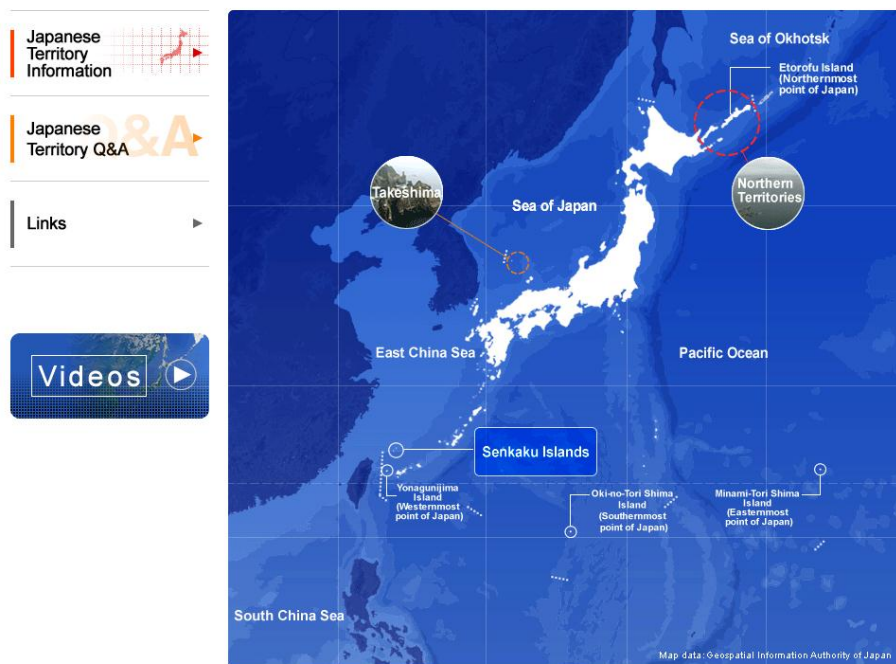 Japanese
Territory
Information
Q&A
Japanese
Territory Q&A
Links
Videos
Sea of Okhotsk
Etorofu Island
(Northernmost
point of Japan)
Takeshima
Northern
Territories
Sea of Japan
East China Sea
Pacific Ocean
Senkaku Islands
Yonagunijima
Island
(Westernmost
point of Japan)
Oki-no-Tori Shima
Island
(Southernmost
point of Japan)
Minami-Tori Shima
Island
(Easternmost
point of Japan)
South China Sea
Map data: Geospatial Information Authority of Japan